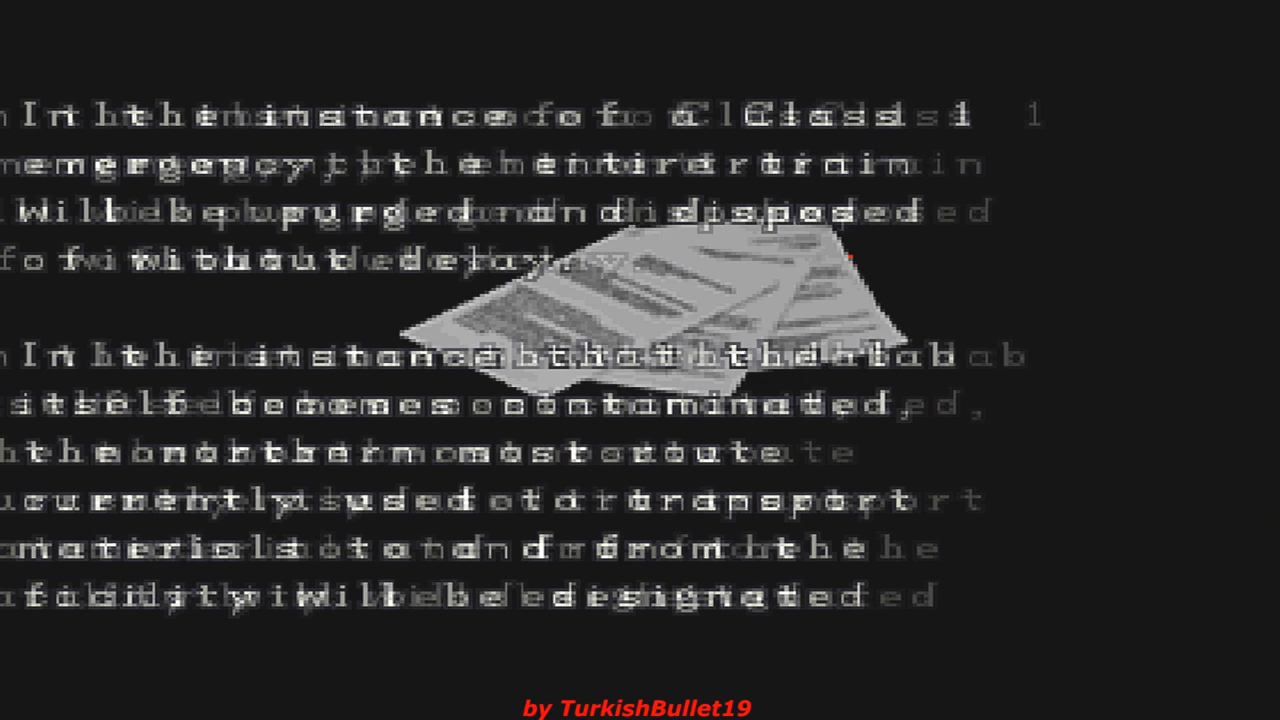 In the instance of a Class 1
emergency, the entire train
will be purged and disposed
of without delay.
In the instance that the lab
itself becomes contaminated,
the northernmost route
currently used to transport
materials to and from the
facility will be designated
by TurkishBullet19